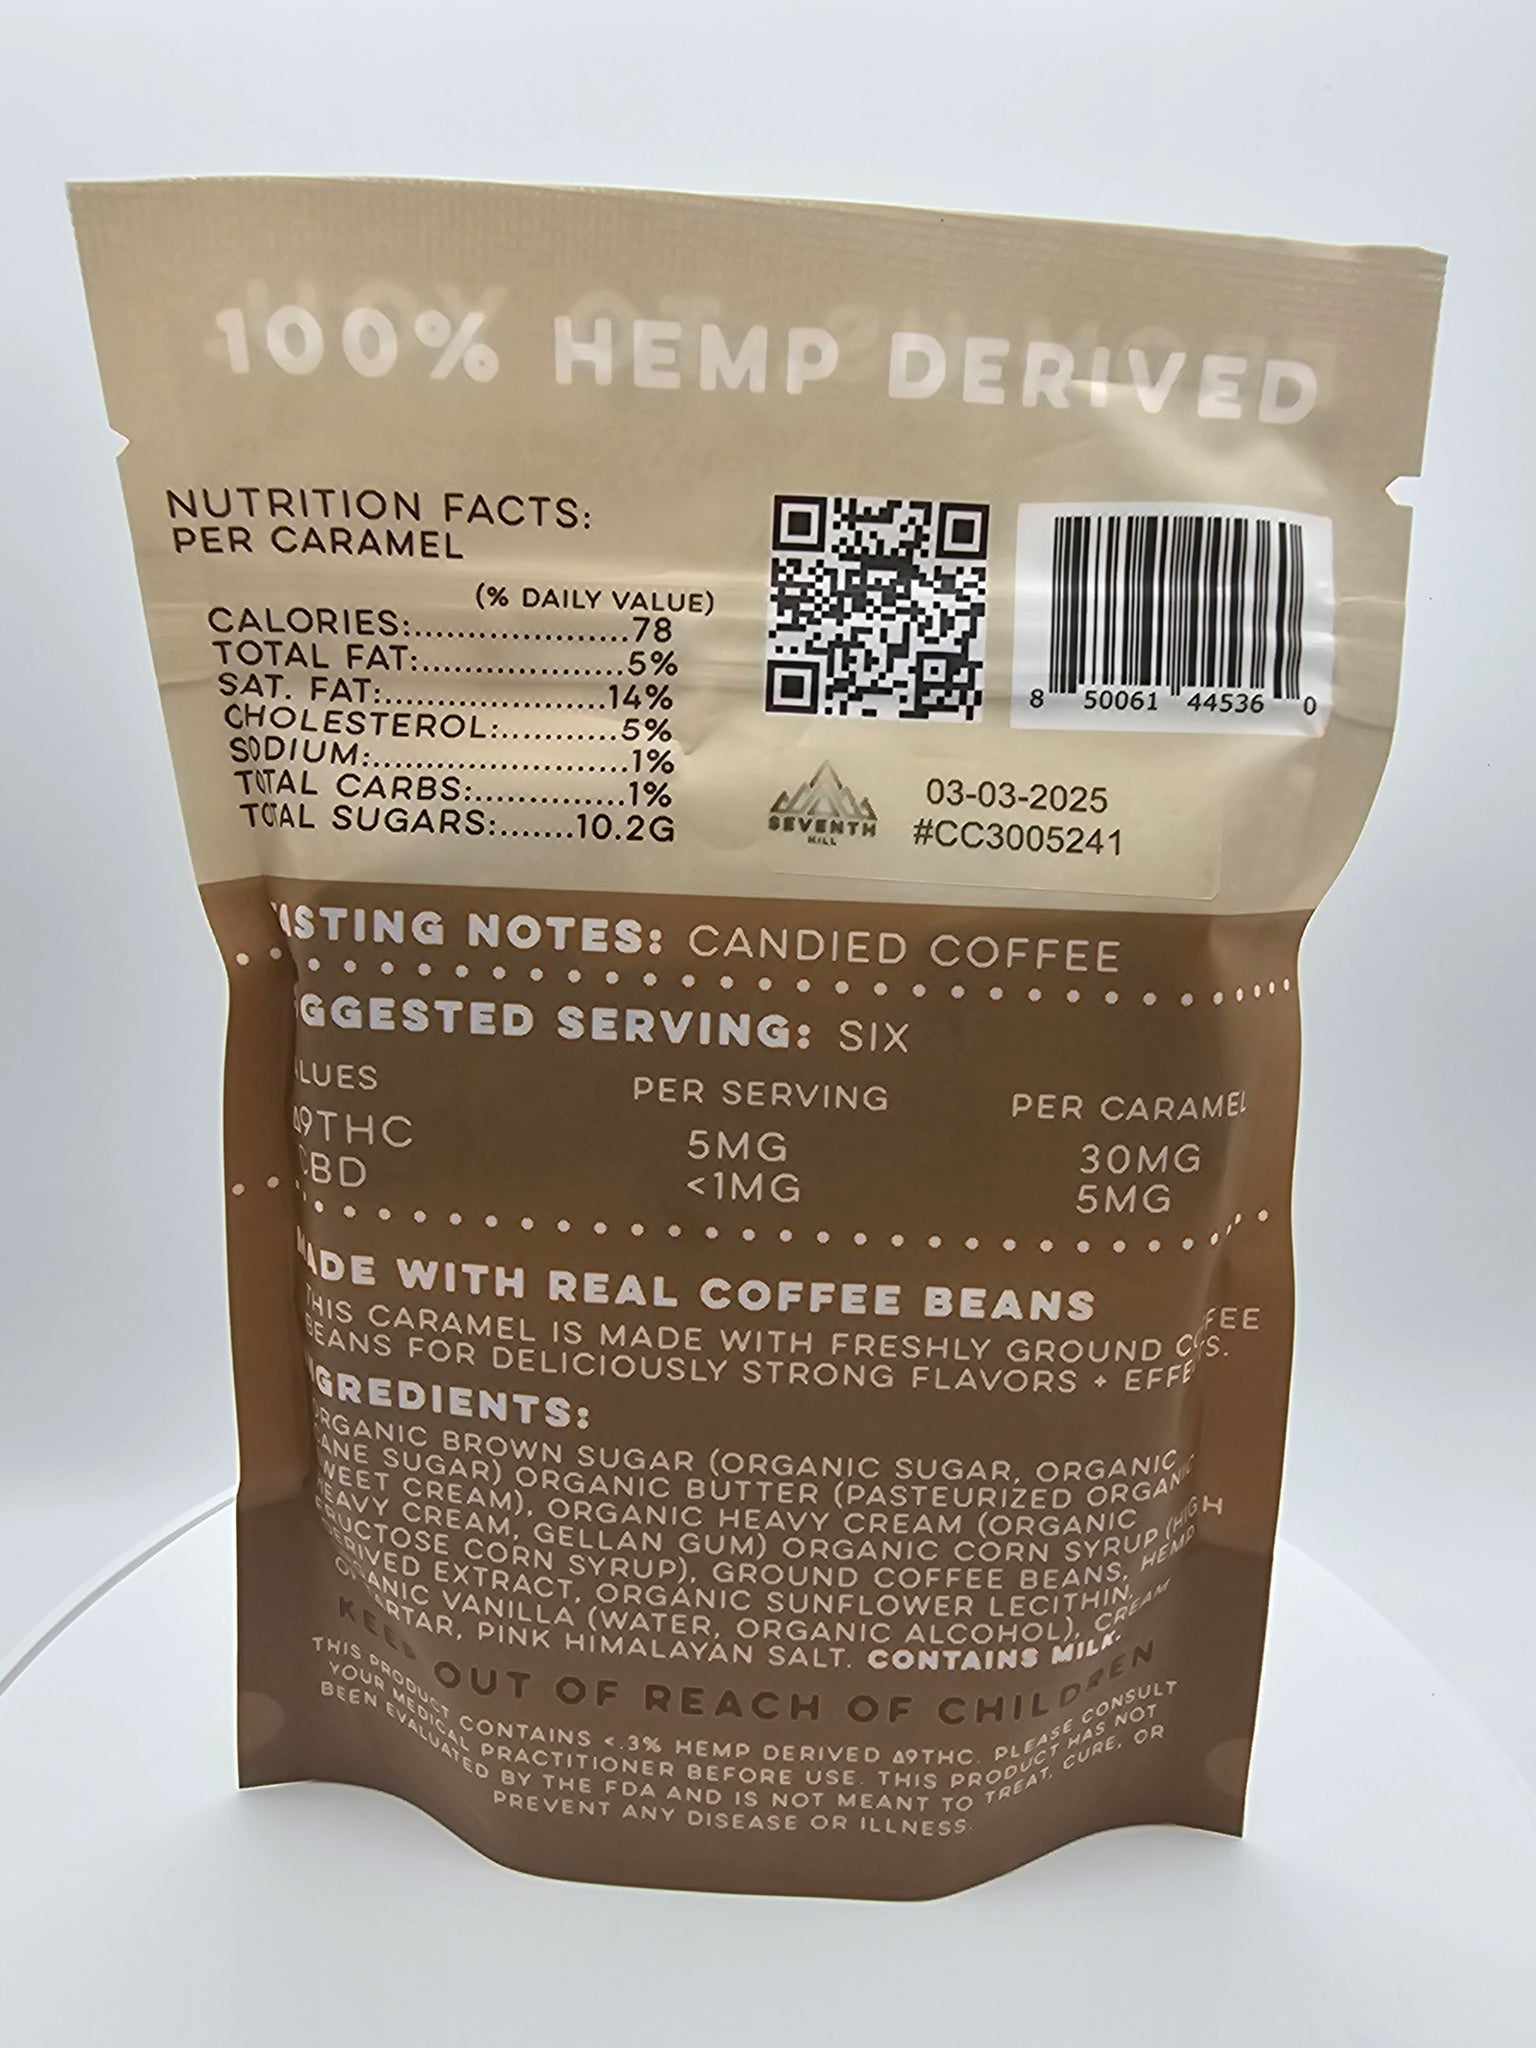 100% HEMP DERIVED
NUTRITION FACTS:
PER CARAMEL
(% DAILY VALUE)
CALORIES:....................78
TOTAL FAT:...................5%
SAT. FAT:.....................14%
CHOLESTEROL:...........5%
SODIUM:........................1%
TOTAL CARBS:..............1%
TOTAL SUGARS:.......10.2G
8 50061 44536 0
SEVENTH
HILL
03-03-2025
#CC3005241
TASTING NOTES: CANDIED COFFEE
GGESTED SERVING: SIX
LUES PER SERVING PER CARAMEL
Δ9THC 5MG 30MG
CBD <1MG 5MG
MADE WITH REAL COFFEE BEANS
THIS CARAMEL IS MADE WITH FRESHLY GROUND COFFEE
BEANS FOR DELICIOUSLY STRONG FLAVORS + EFFECTS.
INGREDIENTS:
ORGANIC BROWN SUGAR (ORGANIC SUGAR, ORGANIC
CANE SUGAR) ORGANIC BUTTER (PASTEURIZED ORGANIC
SWEET CREAM), ORGANIC HEAVY CREAM (ORGANIC
HEAVY CREAM, GELLAN GUM) ORGANIC CORN SYRUP (HIGH
FRUCTOSE CORN SYRUP), GROUND COFFEE BEANS, HEMP
DERIVED EXTRACT, ORGANIC SUNFLOWER LECITHIN,
ORGANIC VANILLA (WATER, ORGANIC ALCOHOL), CREAM
TARTAR, PINK HIMALAYAN SALT. CONTAINS MILK.
KEEP OUT OF REACH OF CHILDREN
THIS PRODUCT CONTAINS <.3% HEMP DERIVED Δ9THC. PLEASE CONSULT
YOUR MEDICAL PRACTITIONER BEFORE USE. THIS PRODUCT HAS NOT
BEEN EVALUATED BY THE FDA AND IS NOT MEANT TO TREAT, CURE, OR
PREVENT ANY DISEASE OR ILLNESS.